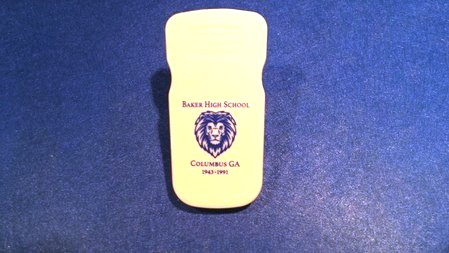 BAKER HIGH SCHOOL
COLUMBUS GA
1943-1991